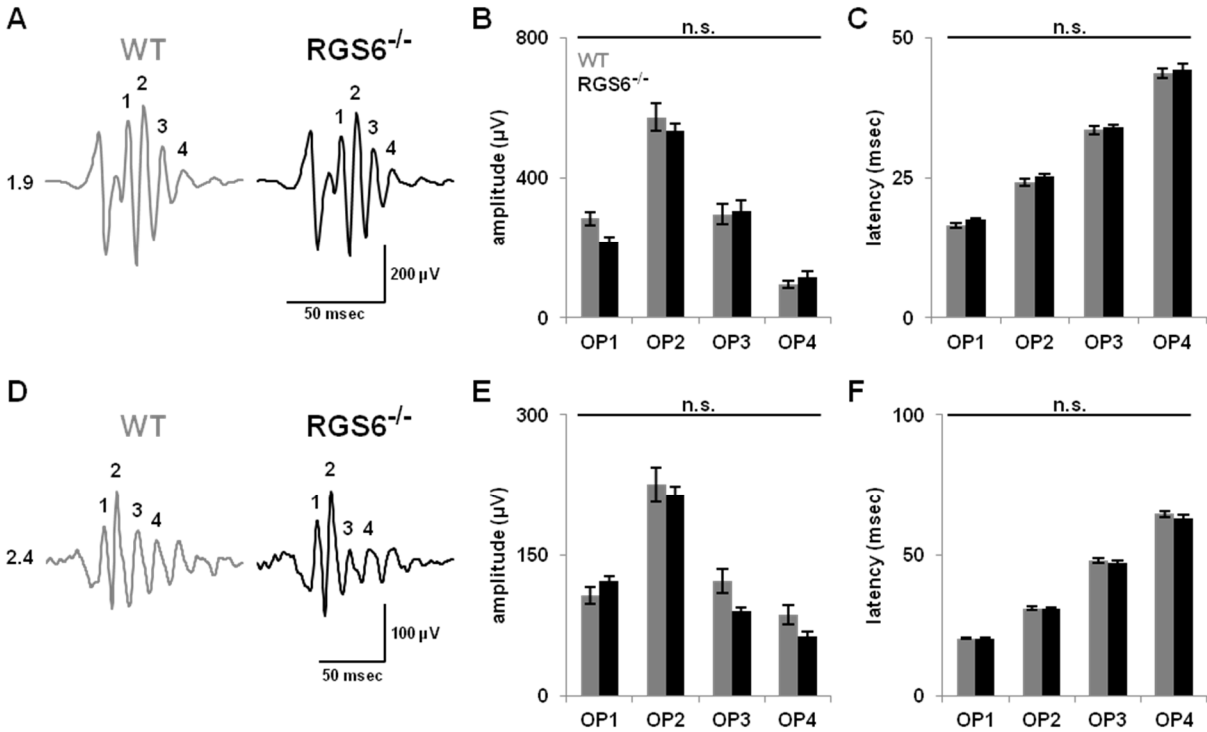 A
WT
RGS6-/-
1 2 3 4
1 2 3 4
1.9
200 µV
50 msec
B
n.s.
WT
RGS6-/-
amplitude (µV)
800
400
0
OP1 OP2 OP3 OP4
C
n.s.
latency (msec)
50
25
0
OP1 OP2 OP3 OP4
D
WT
RGS6-/-
1 2 3 4
1 2 3 4
2.4
100 µV
50 msec
E
n.s.
amplitude (µV)
300
150
0
OP1 OP2 OP3 OP4
F
n.s.
latency (msec)
100
50
0
OP1 OP2 OP3 OP4